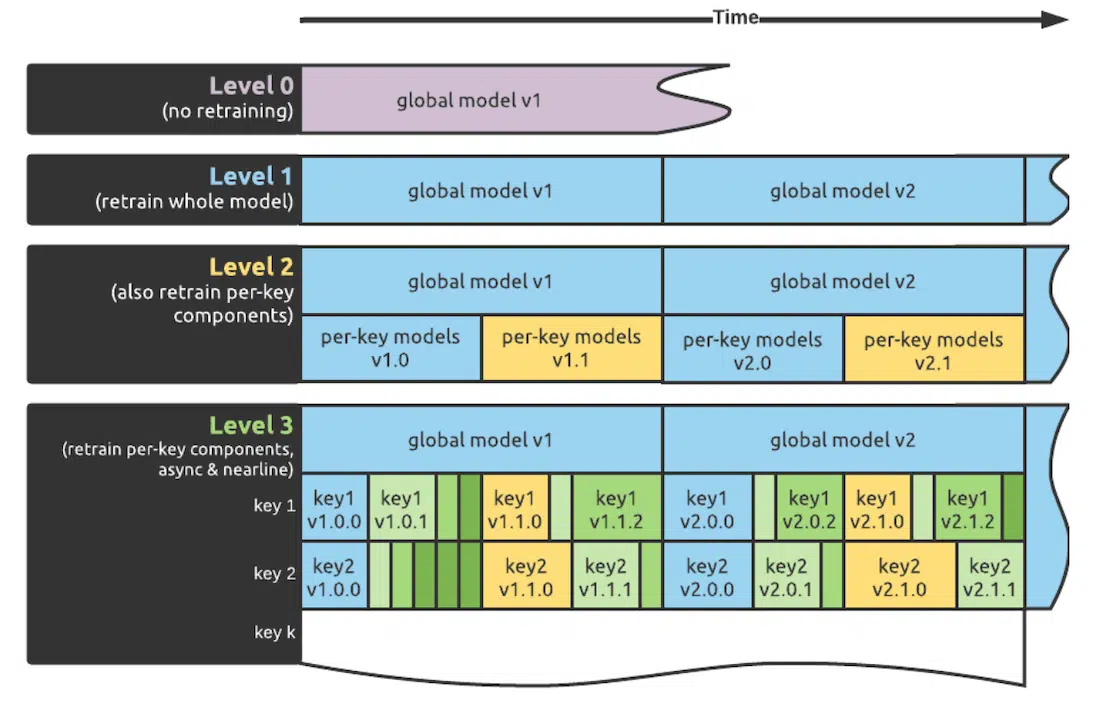 Time
Level 0
(no retraining)
global model v1
Level 1
(retrain whole model)
global model v1
global model v2
Level 2
(also retrain per-key
components)
global model v1
global model v2
per-key models
v1.0
per-key models
v1.1
per-key models
v2.0
per-key models
v2.1
Level 3
(retrain per-key components,
async & nearline)
global model v1
global model v2
key 1
key1
v1.0.0
key1
v1.0.1
key1
v1.1.0
key1
v1.1.2
key1
v2.0.0
key1
v2.0.2
key1
v2.1.0
key1
v2.1.2
key 2
key2
v1.0.0
key2
v1.1.0
key2
v1.1.1
key2
v2.0.0
key2
v2.0.1
key2
v2.1.0
key2
v2.1.1
key k